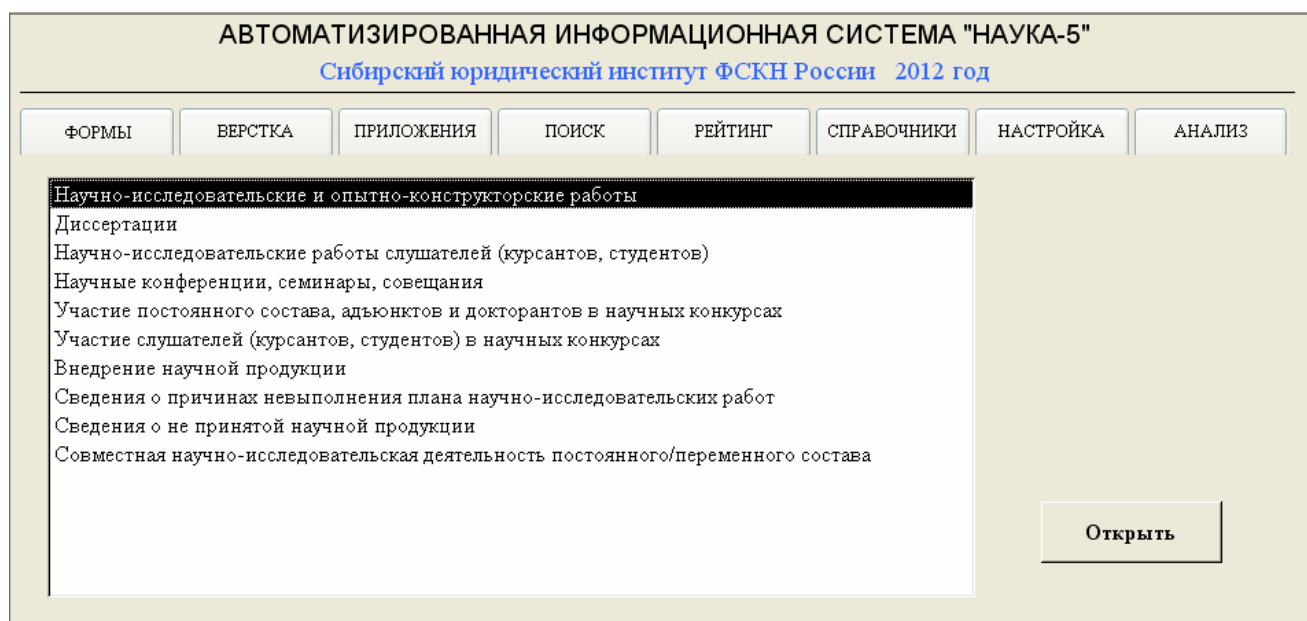 АВТОМАТИЗИРОВАННАЯ ИНФОРМАЦИОННАЯ СИСТЕМА "НАУКА-5"
Сибирский юридический институт ФСКН России 2012 год
ФОРМЫ ВЕРСТКА ПРИЛОЖЕНИЯ ПОИСК РЕЙТИНГ СПРАВОЧНИКИ НАСТРОЙКА АНАЛИЗ
Научно-исследовательские и опытно-конструкторские работы
Диссертации
Научно-исследовательские работы слушателей (курсантов, студентов)
Научные конференции, семинары, совещания
Участие постоянного состава, адьюнктов и докторантов в научных конкурсах
Участие слушателей (курсантов, студентов) в научных конкурсах
Внедрение научной продукции
Сведения о причинах невыполнения плана научно-исследовательских работ
Сведения о не принятой научной продукции
Совместная научно-исследовательская деятельность постоянного/переменного состава
Открыть